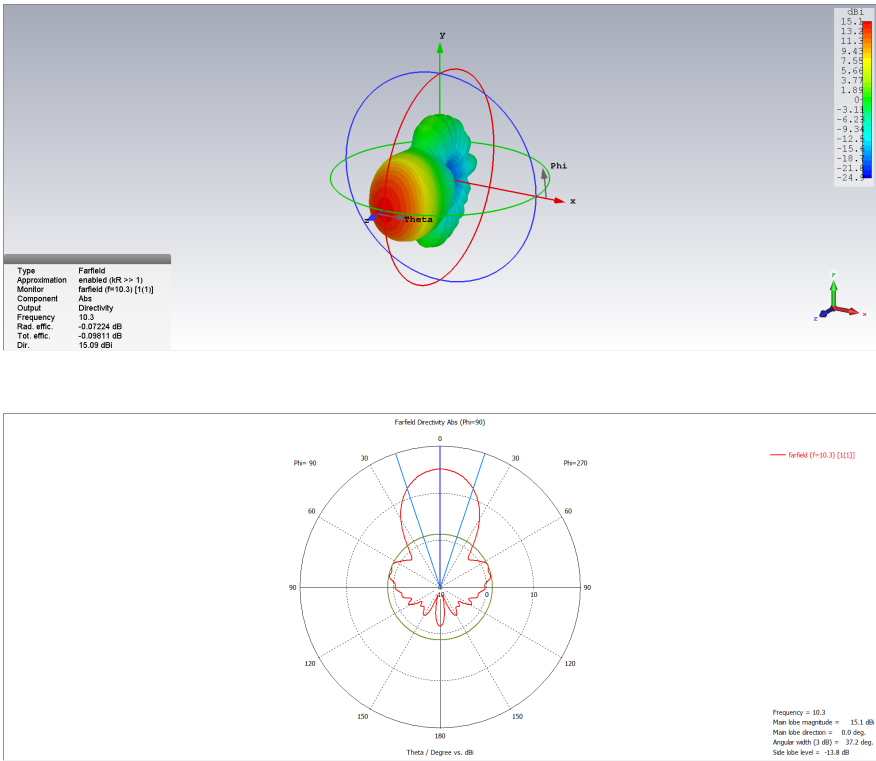 dBi
15.1
13.2
11.3
9.43
7.55
5.66
3.77
1.89
0
-3.11
-6.23
-9.34
-12.5
-15.6
-18.7
-21.8
-24.9
y
Phi
x
z
Theta
Type Farfield
Approximation enabled (kR >> 1)
Monitor farfield (f=10.3) [1(1)]
Component Abs
Output Directivity
Frequency 10.3
Rad. effic. -0.07224 dB
Tot. effic. -0.09811 dB
Dir. 15.09 dBi
y
x
z
Farfield Directivity Abs (Phi=90)
0
Phi= 90 30 30 Phi=270
farfield (f=10.3) [1(1)]
60 60
90 0 10 90
120 120
150 150
180
Theta / Degree vs. dBi
Frequency = 10.3
Main lobe magnitude = 15.1 dBi
Main lobe direction = 0.0 deg.
Angular width (3 dB) = 37.2 deg.
Side lobe level = -13.8 dB